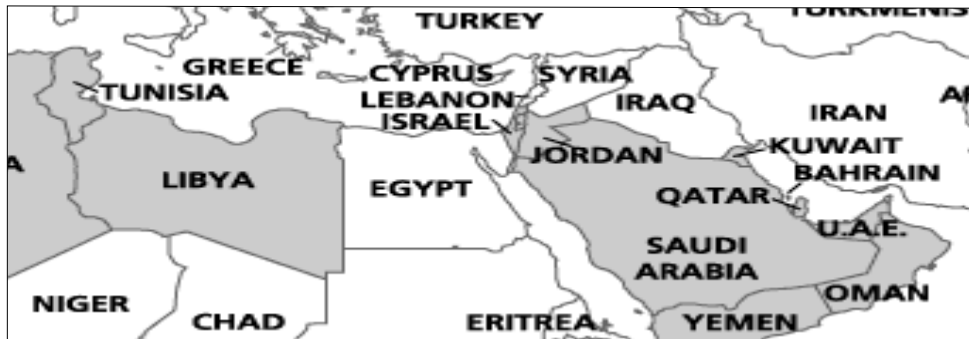 TURKEY
GREECE
CYPRUS
SYRIA
TUNISIA
LEBANON
IRAQ
IRAN
ISRAEL
KUWAIT
JORDAN
BAHRAIN
LIBYA
EGYPT
QATAR
U.A.E.
SAUDI
ARABIA
OMAN
NIGER
CHAD
ERITREA
YEMEN